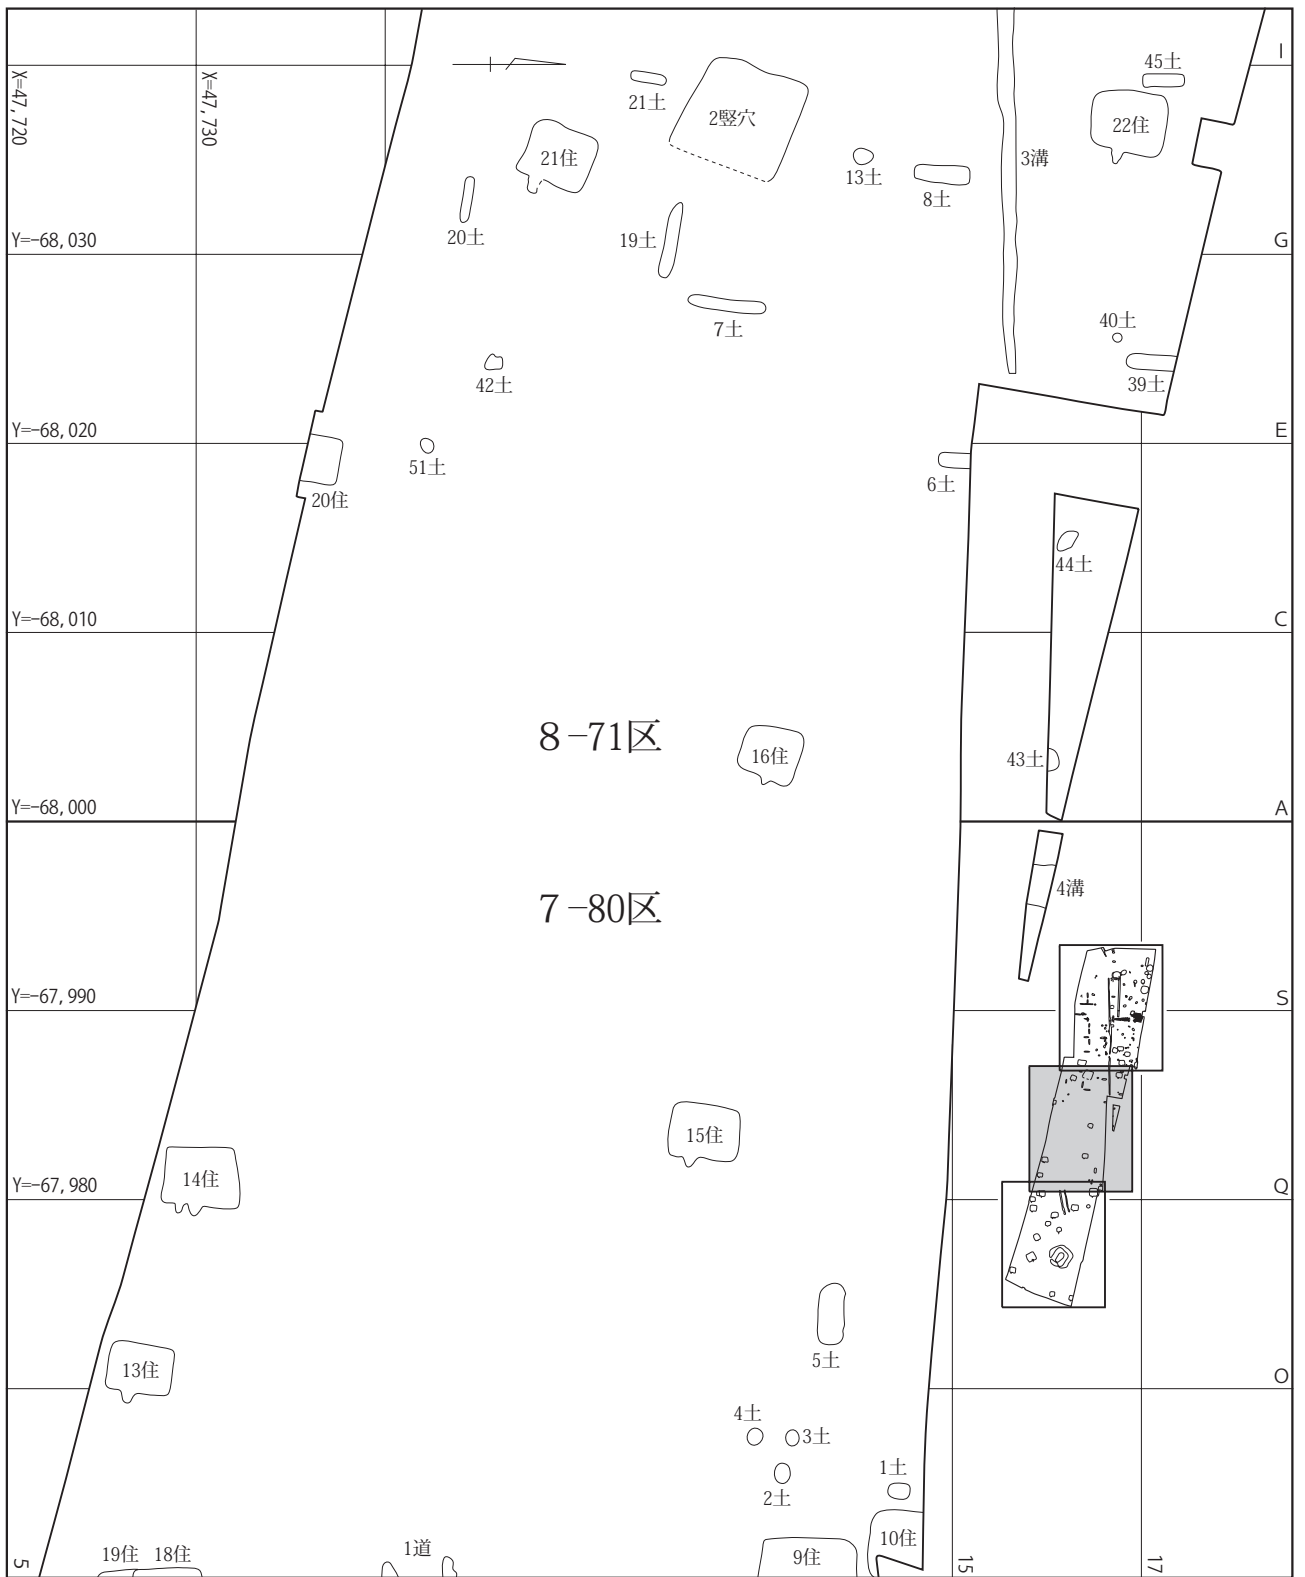 I
45土
X=47,720
X=47,730
21土
2竪穴
22住
21住
3溝
13土
8土
20土
19土
Y=-68,030
G
7土
40土
42土
39土
Y=-68,020
E
51土
6土
20住
44土
Y=-68,010
C
8-71区
16住
43土
Y=-68,000
A
4溝
7-80区
Y=-67,990
S
15住
14住
Y=-67,980
Q
5土
13住
O
4土
3土
1土
2土
10住
1道
19住
18住
9住
5
15
17